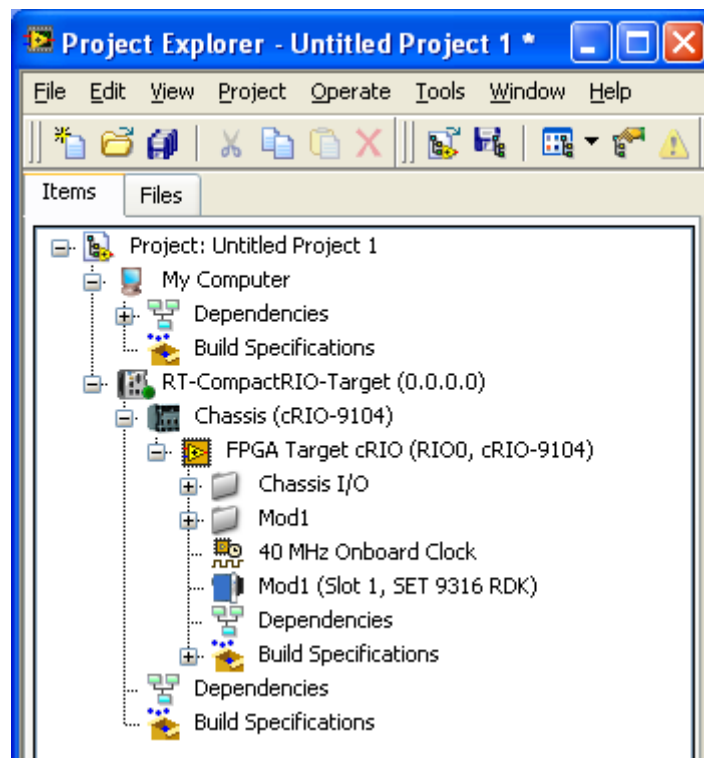 Project Explorer - Untitled Project 1 *
File Edit View Project Operate Tools Window Help
Items Files
Project: Untitled Project 1
My Computer
Dependencies
Build Specifications
RT-CompactRIO-Target (0.0.0.0)
Chassis (cRIO-9104)
FPGA Target cRIO (RIO0, cRIO-9104)
Chassis I/O
Mod1
40 MHz Onboard Clock
Mod1 (Slot 1, SET 9316 RDK)
Dependencies
Build Specifications
Dependencies
Build Specifications